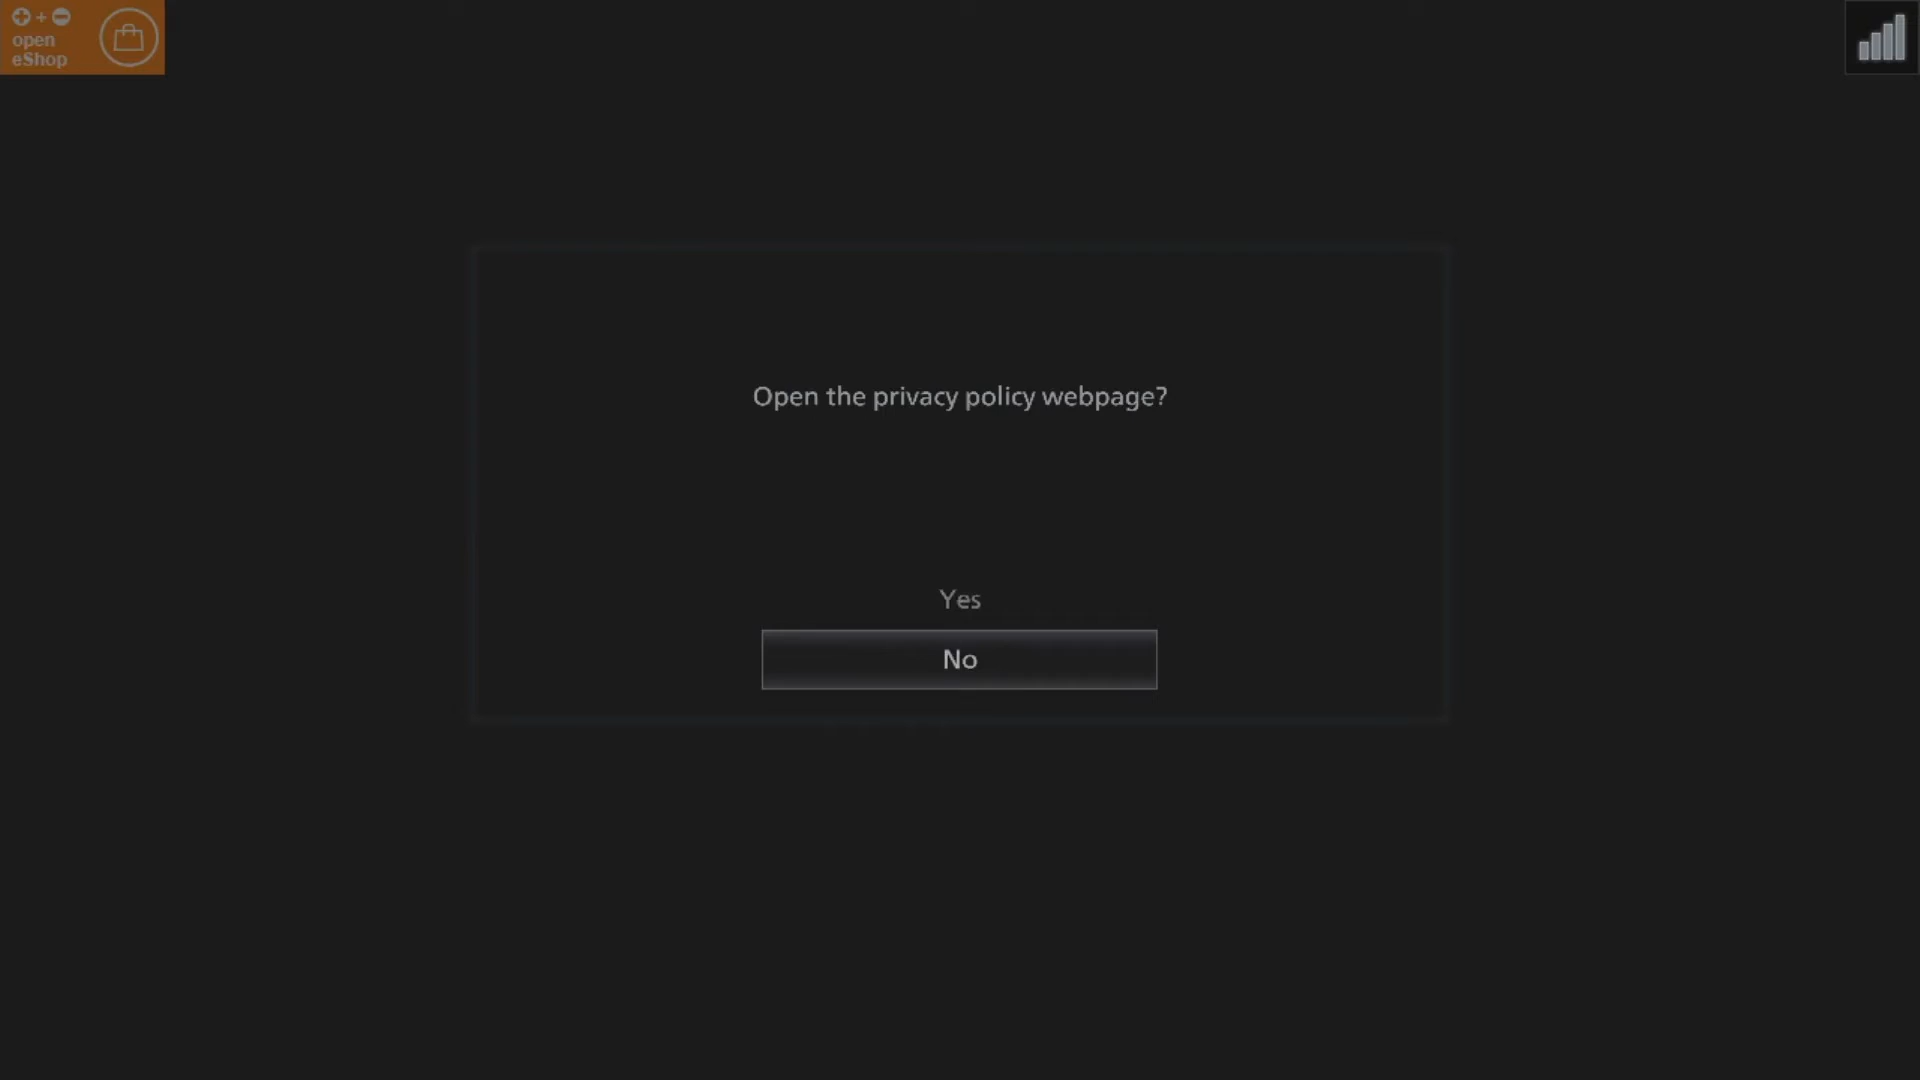 +
open
eShop
Open the privacy policy webpage?
Yes
No